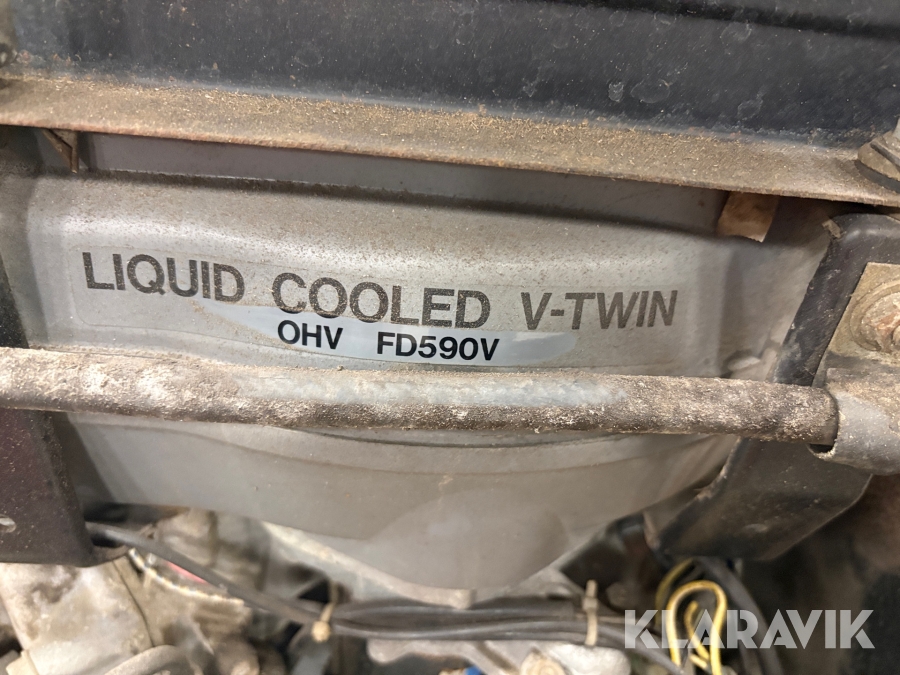 LIQUID COOLED V-TWIN
OHV FD590V
KLARAVIK